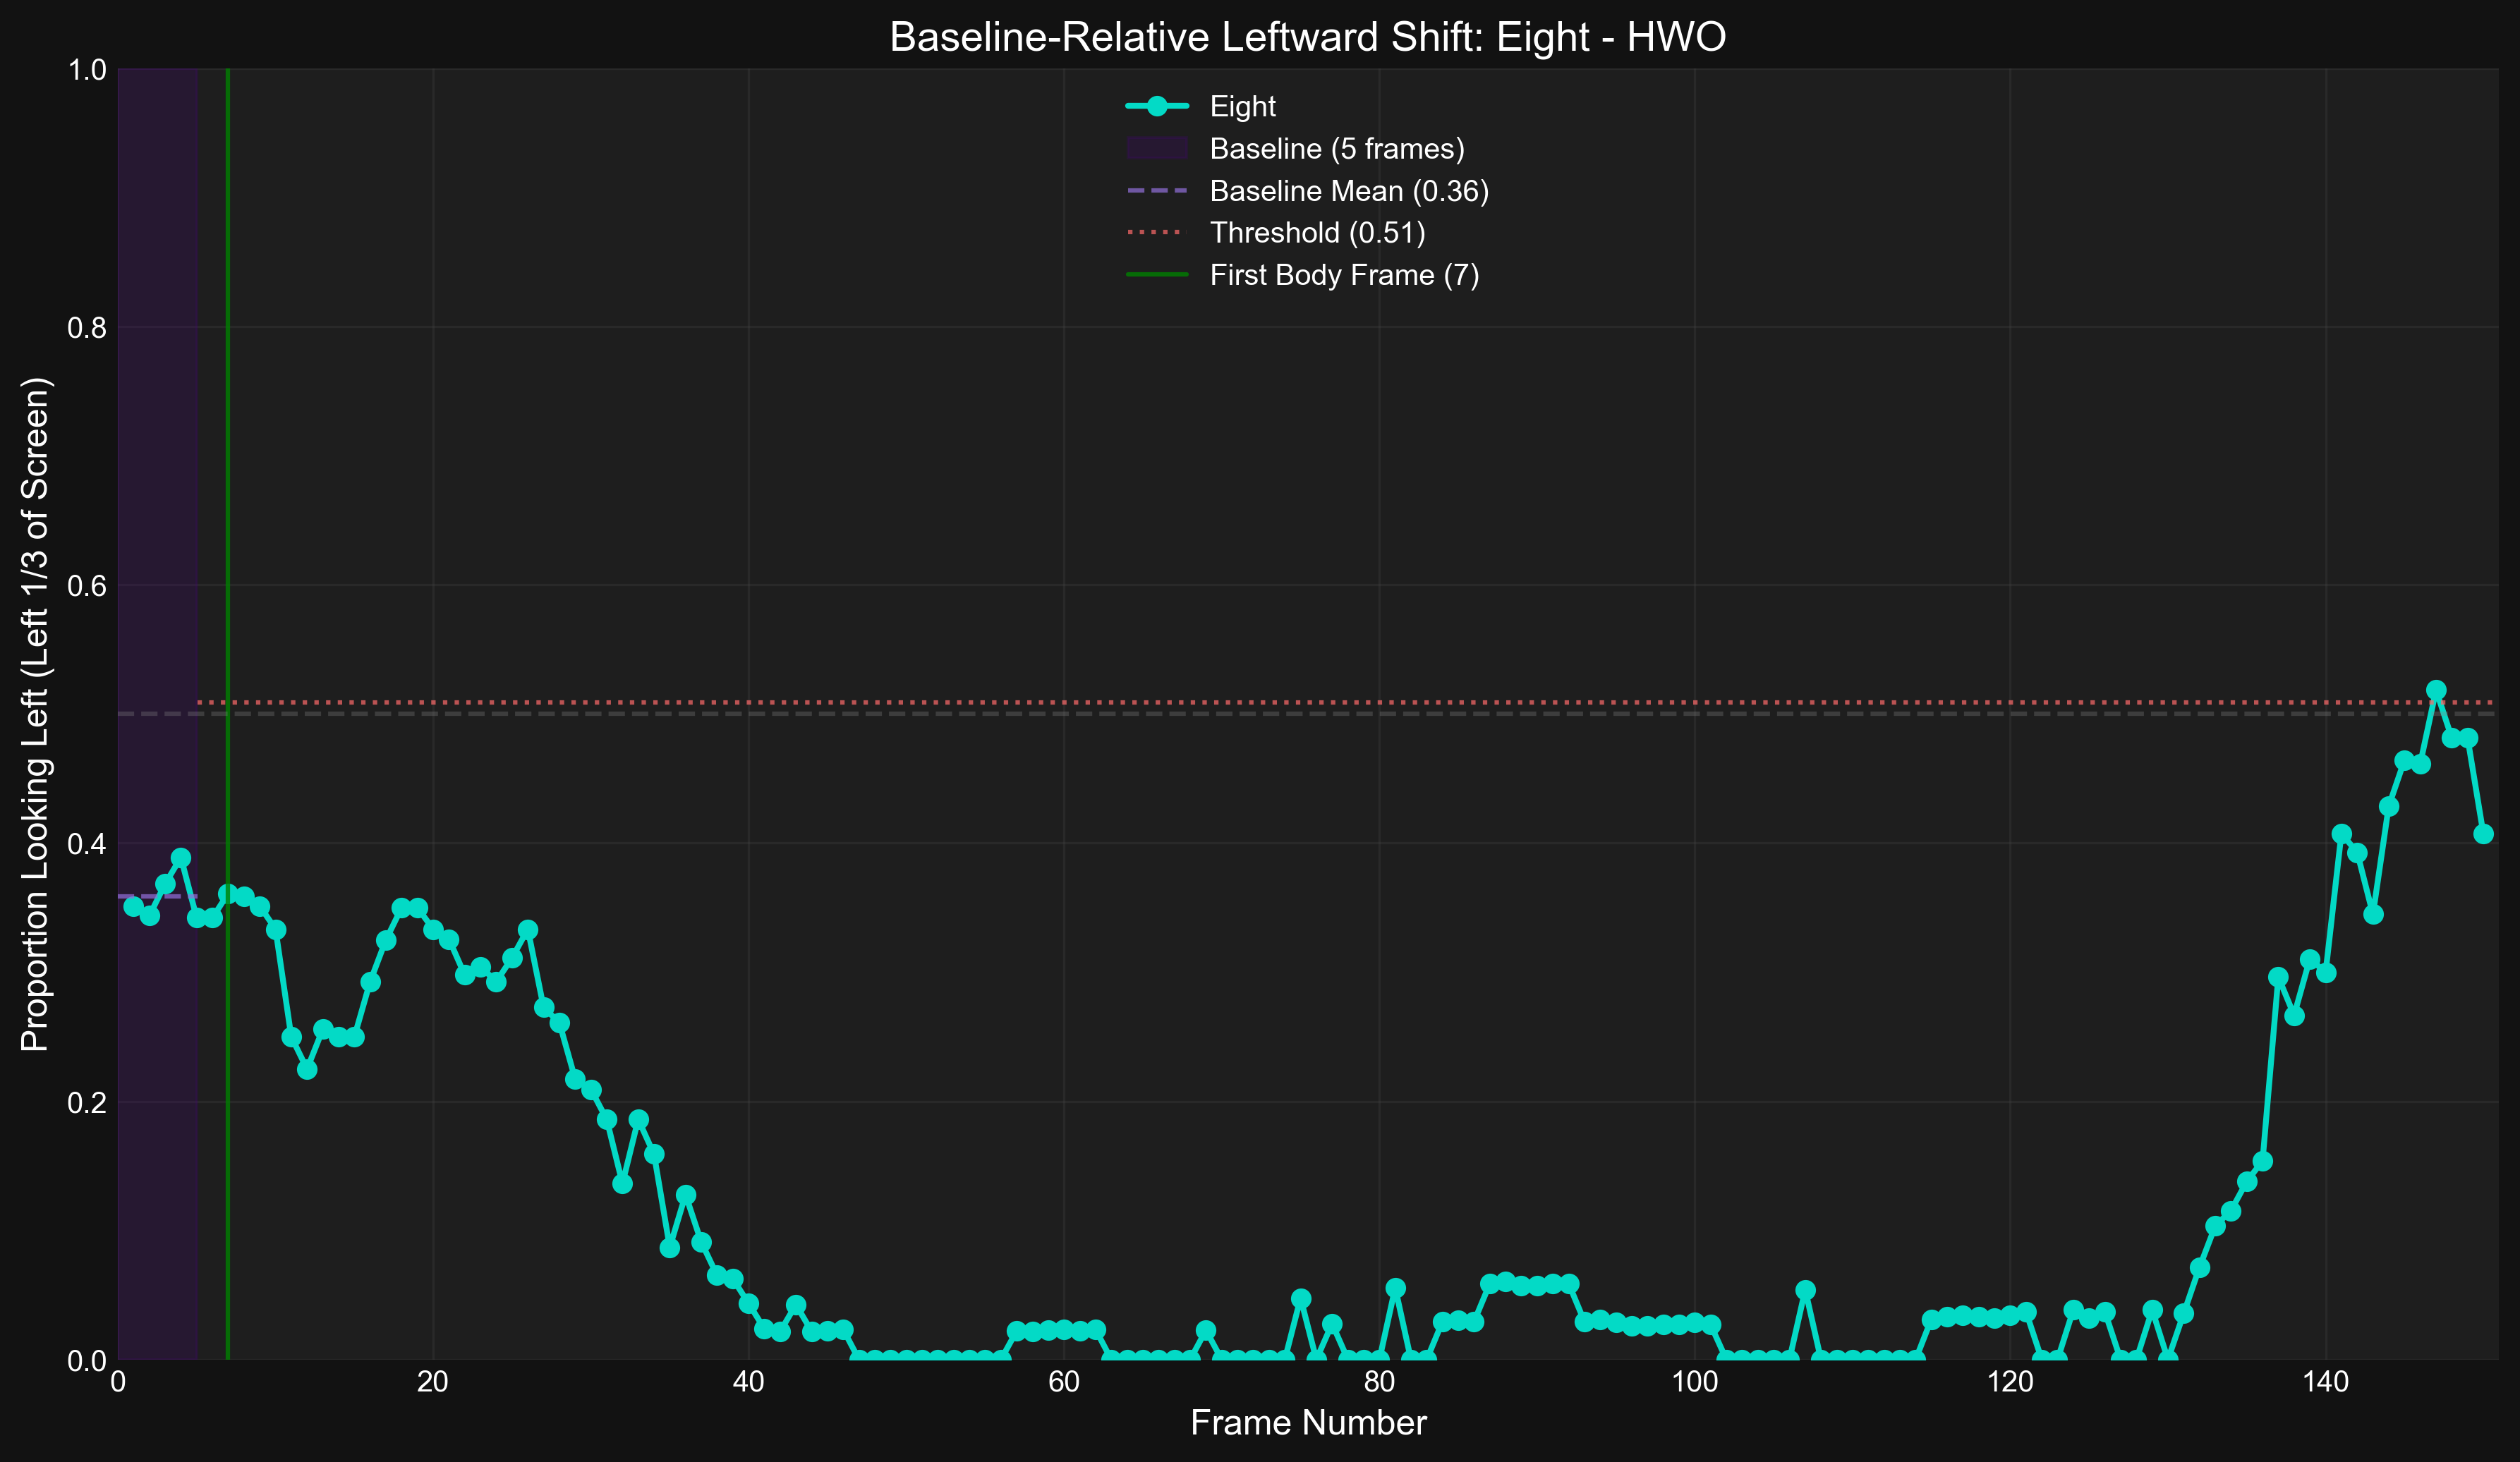 Baseline-Relative Leftward Shift: Eight - HWO
Eight
Baseline (5 frames)
Baseline Mean (0.36)
Threshold (0.51)
First Body Frame (7)
Proportion Looking Left (Left 1/3 of Screen)
1.0
0.8
0.6
0.4
0.2
0.0
0 20 40 60 80 100 120 140
Frame Number